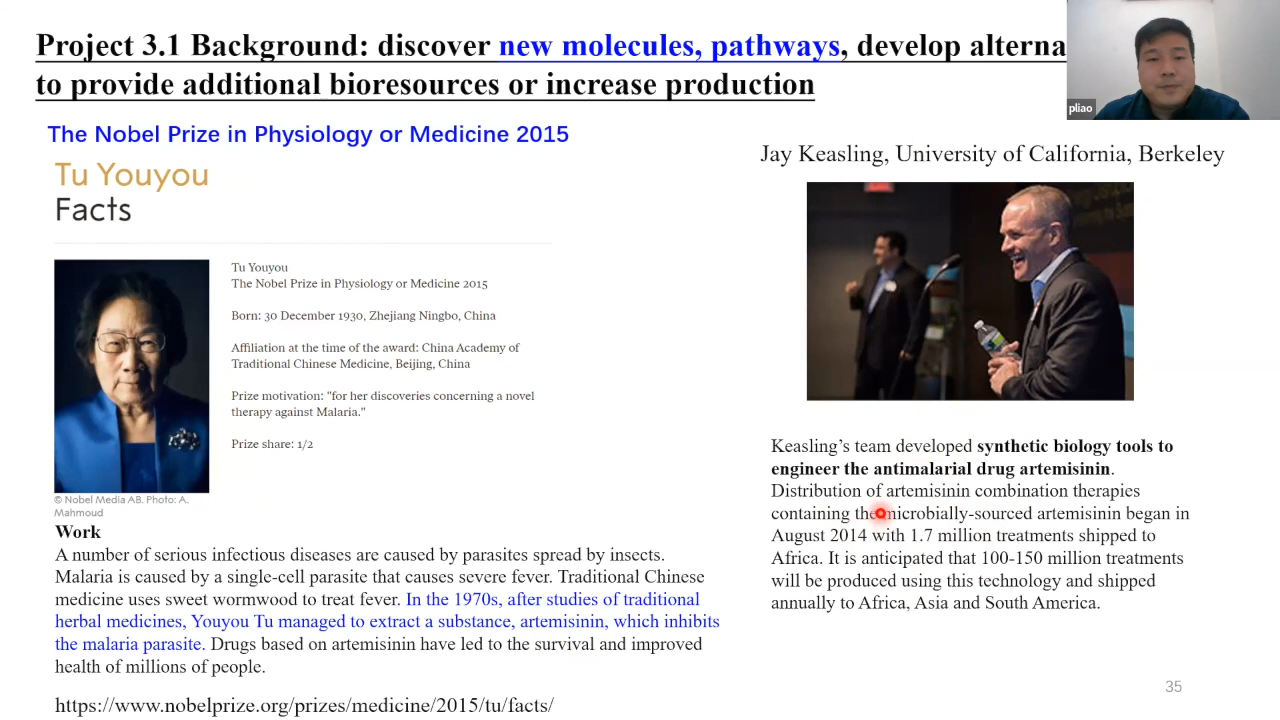 Project 3.1 Background: discover new molecules, pathways, develop alterna
to provide additional bioresources or increase production
pliao
The Nobel Prize in Physiology or Medicine 2015
Tu Youyou
Facts
Tu Youyou
The Nobel Prize in Physiology or Medicine 2015
Born: 30 December 1930, Zhejiang Ningbo, China
Affiliation at the time of the award: China Academy of
Traditional Chinese Medicine, Beijing, China
Prize motivation: "for her discoveries concerning a novel
therapy against Malaria."
Prize share: 1/2
© Nobel Media AB. Photo: A.
Mahmoud
Work
A number of serious infectious diseases are caused by parasites spread by insects.
Malaria is caused by a single-cell parasite that causes severe fever. Traditional Chinese
medicine uses sweet wormwood to treat fever. In the 1970s, after studies of traditional
herbal medicines, Youyou Tu managed to extract a substance, artemisinin, which inhibits
the malaria parasite. Drugs based on artemisinin have led to the survival and improved
health of millions of people.
https://www.nobelprize.org/prizes/medicine/2015/tu/facts/
Jay Keasling, University of California, Berkeley
Keasling's team developed synthetic biology tools to
engineer the antimalarial drug artemisinin.
Distribution of artemisinin combination therapies
containing the microbially-sourced artemisinin began in
August 2014 with 1.7 million treatments shipped to
Africa. It is anticipated that 100-150 million treatments
will be produced using this technology and shipped
annually to Africa, Asia and South America.
35